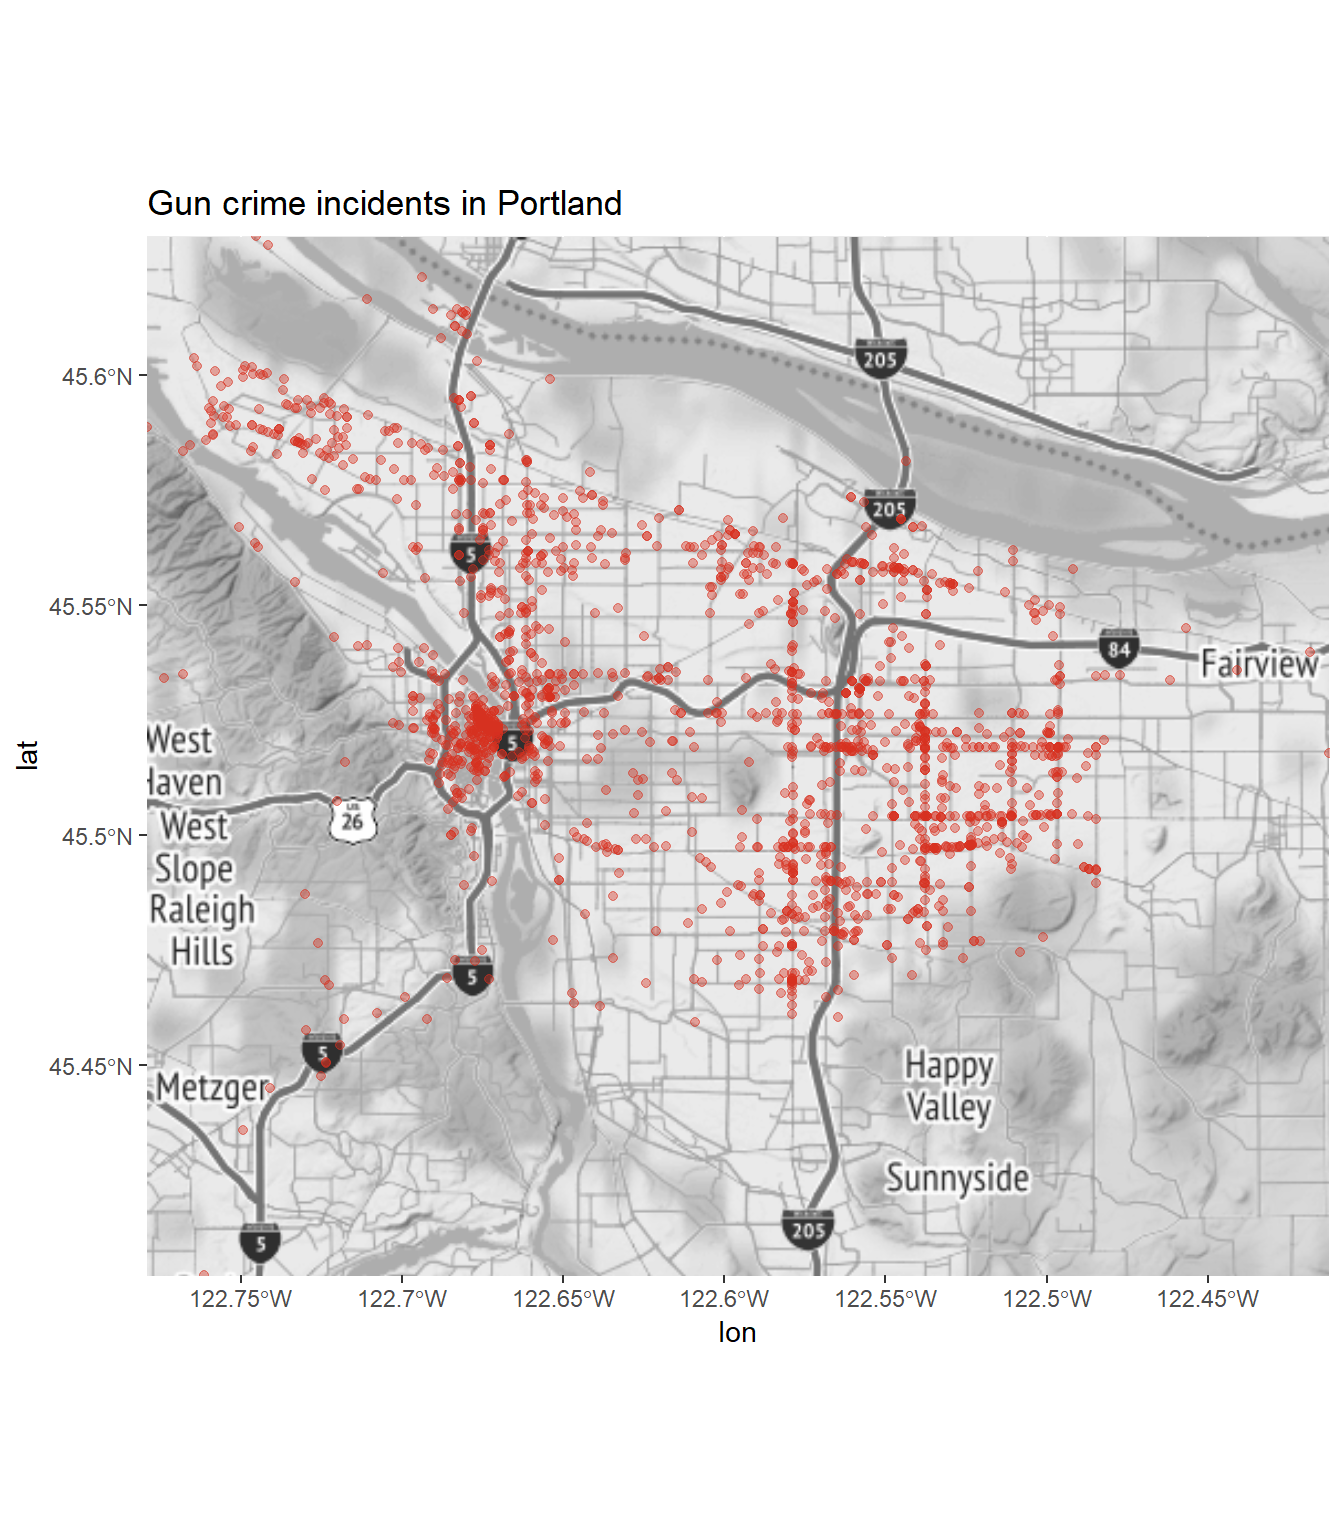 Gun crime incidents in Portland
205
45.6°N
205
5
45.55°N
84
Fairview
West
Haven
5
lat
US
26
West
Slope
45.5°N
Raleigh
Hills
5
5
45.45°N
Metzger
Happy
Valley
Sunnyside
205
5
122.75°W 122.7°W 122.65°W 122.6°W 122.55°W 122.5°W 122.45°W
lon